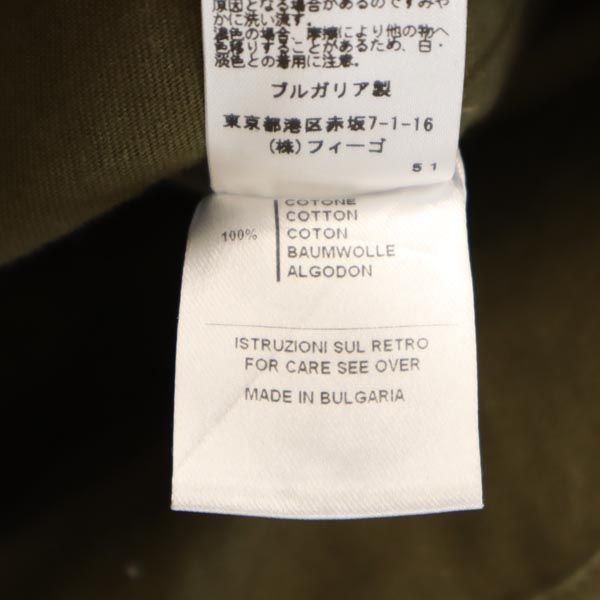 原因となる場合があるのですみや
かに洗い流す。
濃色の場合、摩擦により他の物へ
色移りすることがあるため、白・
淡色との着用に注意。
ブルガリア製
東京都港区赤坂7-1-16
(株)フィーゴ
51
COTONE
COTTON
100% COTON
BAUMWOLLE
ALGODON
ISTRUZIONI SUL RETRO
FOR CARE SEE OVER
MADE IN BULGARIA